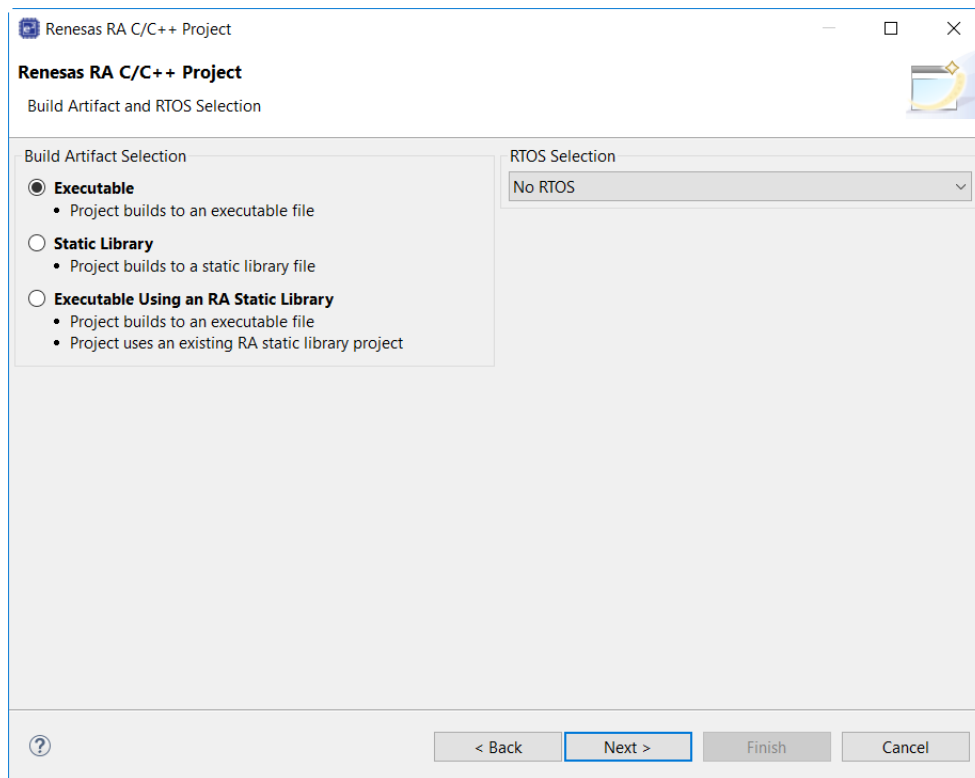 Renesas RA C/C++ Project
Renesas RA C/C++ Project
Build Artifact and RTOS Selection
Build Artifact Selection
Executable
• Project builds to an executable file
Static Library
• Project builds to a static library file
Executable Using an RA Static Library
• Project builds to an executable file
• Project uses an existing RA static library project
RTOS Selection
No RTOS
?
< Back
Next >
Finish
Cancel